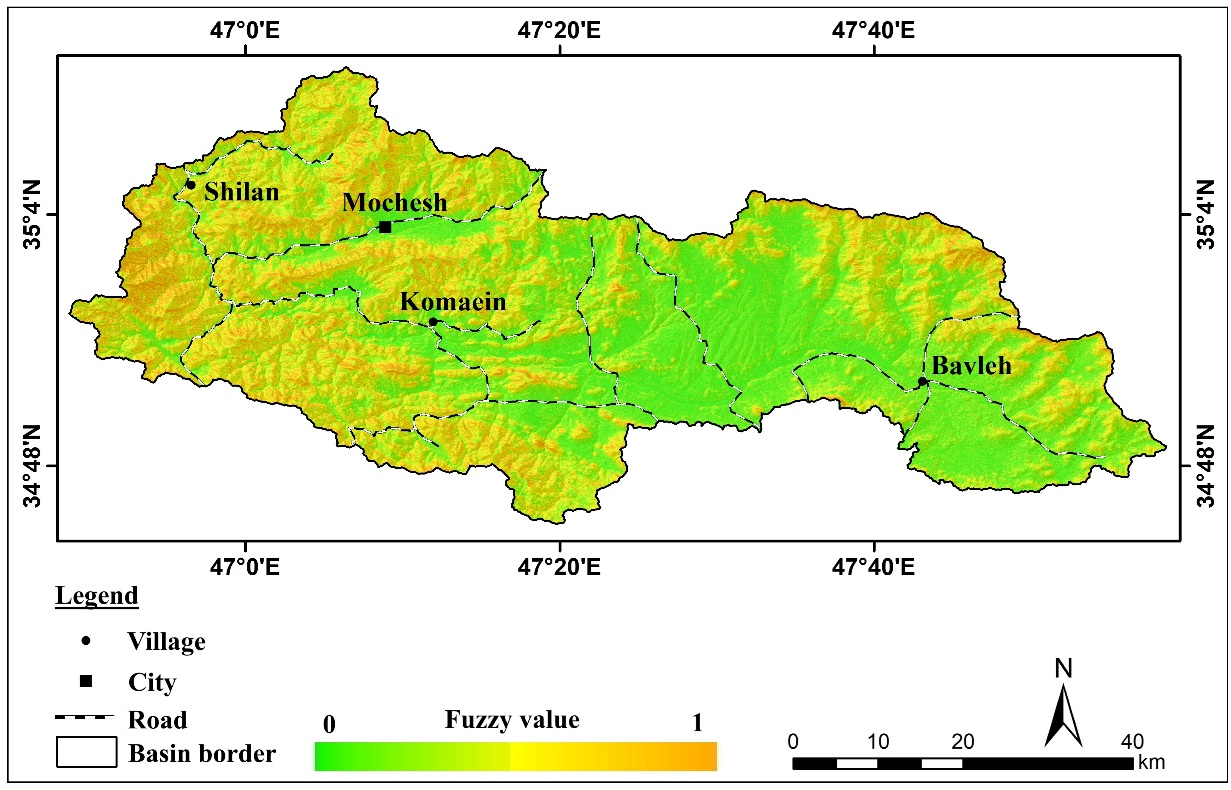 47°0'E 47°20'E 47°40'E
Shilan
Mochesh
35°4'N 35°4'N
Komaein
Bavleh
34°48'N 34°48'N
47°0'E 47°20'E 47°40'E
Legend
Village
City
Road
Basin border
0 Fuzzy value 1
N
0 10 20 40
km